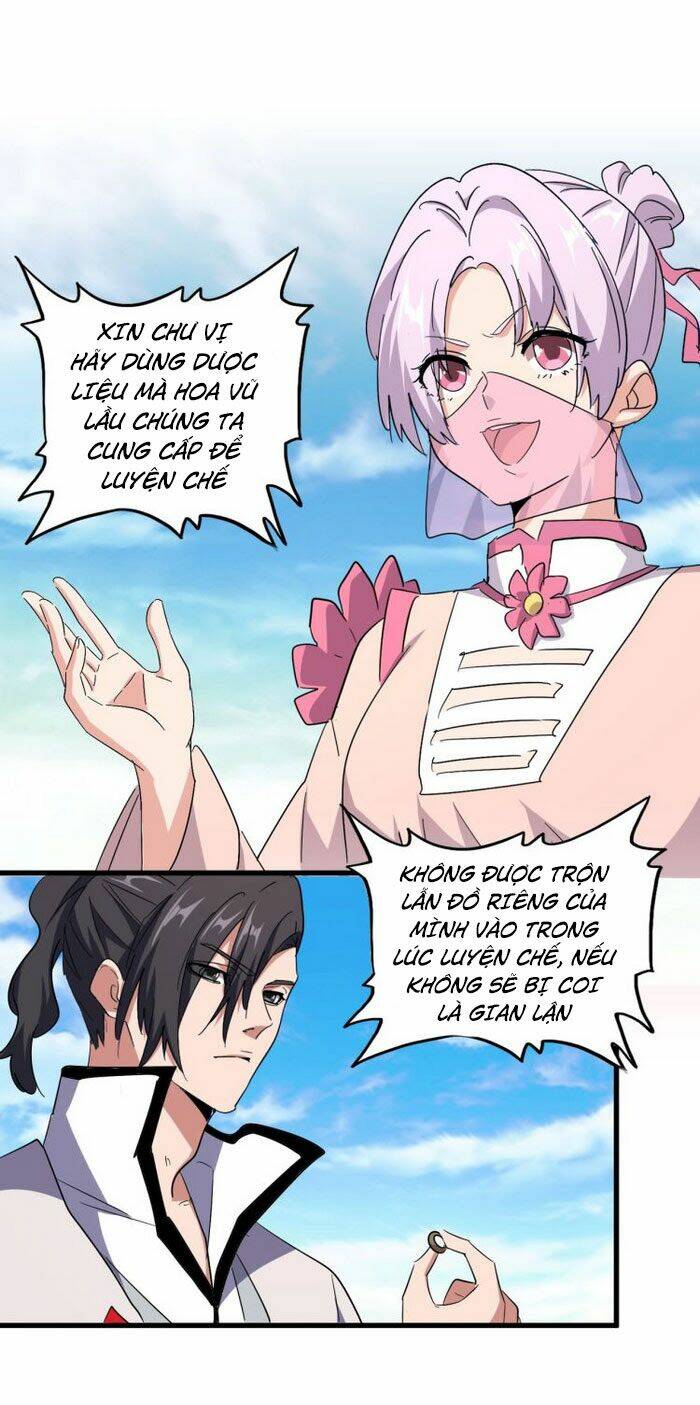 XIN CHƯ VỊ
HÃY DÙNG DƯỢC
LIỆU MÀ HOA VŨ
LẦU CHÚNG TA
CUNG CẤP ĐỂ
LUYỆN CHẾ
KHÔNG ĐƯỢC TRỘN
LẪN ĐỒ RIÊNG CỦA
MÌNH VÀO TRONG
LÚC LUYỆN CHẾ, NẾU
KHÔNG SẼ BỊ COI
LÀ GIAN LẬN